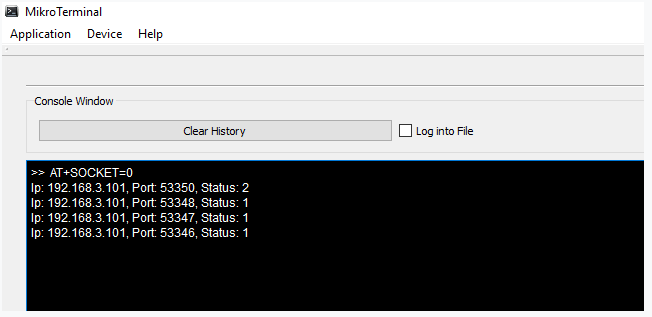 MikroTerminal
Application Device Help
Console Window
Clear History Log into File
>> AT+SOCKET=0
Ip: 192.168.3.101, Port: 53350, Status: 2
Ip: 192.168.3.101, Port: 53348, Status: 1
Ip: 192.168.3.101, Port: 53347, Status: 1
Ip: 192.168.3.101, Port: 53346, Status: 1